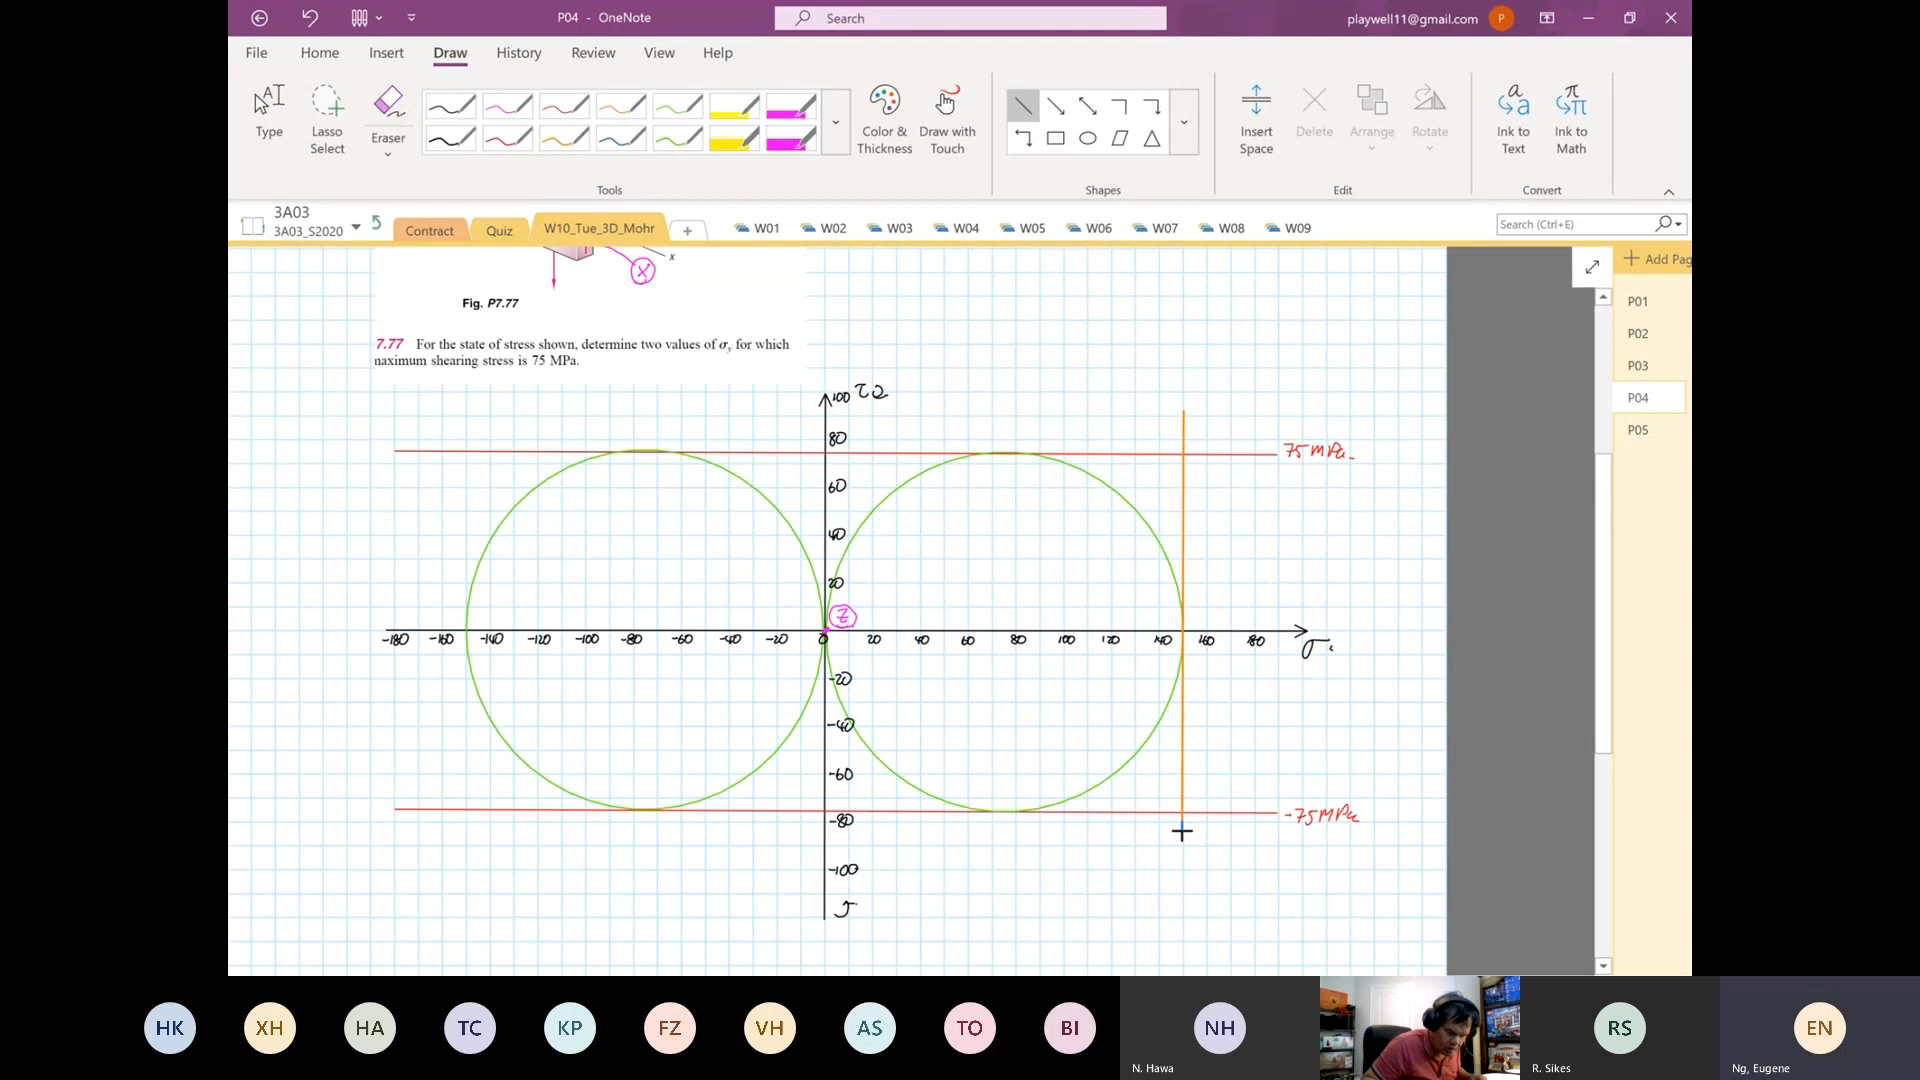 P04 - OneNote
Search
playwell11@gmail.com
P
File Home Insert Draw History Review View Help
Type
Lasso Select
Eraser
Color & Thickness
Draw with Touch
Insert Space
Delete
Arrange
Rotate
Ink to Text
Ink to Math
Tools
Shapes
Edit
Convert
3A03
3A03_S2020
Contract
Quiz
W10_Tue_3D_Mohr
W01 W02 W03 W04 W05 W06 W07 W08 W09
Search (Ctrl+E)
Add Pag
P01
P02
P03
P04
P05
X
x
Fig. P7.77
7.77 For the state of stress shown, determine two values of σy for which
naximum shearing stress is 75 MPa.
100 τ
80
75 MPa
60
40
20
Z
-180 -160 -140 -120 -100 -80 -60 -40 -20 0 20 40 60 80 100 120 140 160 180
σ
-20
-40
-60
-80
-75 MPa
-100
HK XH HA TC KP FZ VH AS TO BI NH RS EN
N. Hawa
R. Sikes
Ng, Eugene